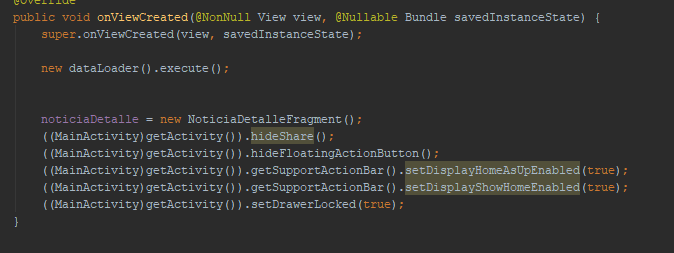 @Override
public void onViewCreated(@NonNull View view, @Nullable Bundle savedInstanceState) {
super.onViewCreated(view, savedInstanceState);
new dataLoader().execute();
noticiaDetalle = new NoticiaDetalleFragment();
((MainActivity)getActivity()).hideShare();
((MainActivity)getActivity()).hideFloatingActionButton();
((MainActivity)getActivity()).getSupportActionBar().setDisplayHomeAsUpEnabled(true);
((MainActivity)getActivity()).getSupportActionBar().setDisplayShowHomeEnabled(true);
((MainActivity)getActivity()).setDrawerLocked(true);
}